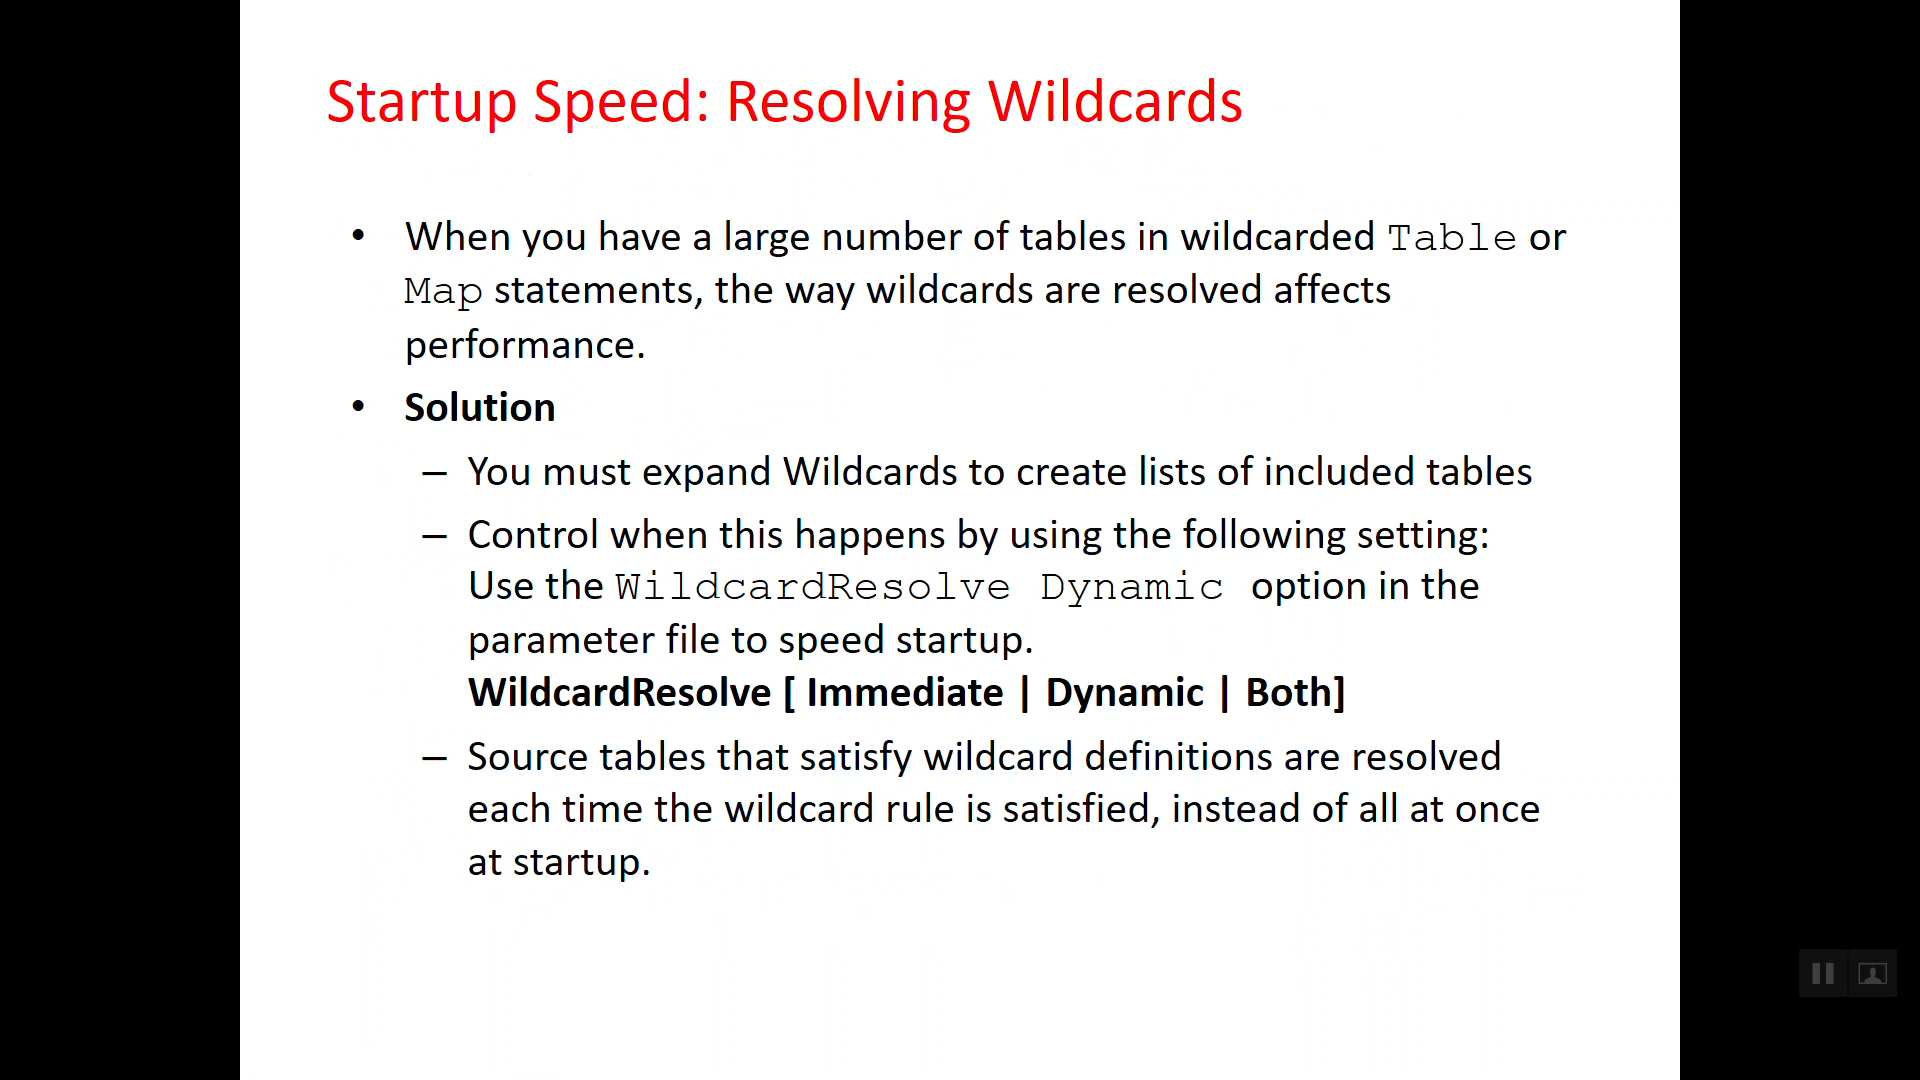 Startup Speed: Resolving Wildcards
• When you have a large number of tables in wildcarded Table or
Map statements, the way wildcards are resolved affects
performance.
• Solution
– You must expand Wildcards to create lists of included tables
– Control when this happens by using the following setting:
Use the WildcardResolve Dynamic option in the
parameter file to speed startup.
WildcardResolve [ Immediate | Dynamic | Both]
– Source tables that satisfy wildcard definitions are resolved
each time the wildcard rule is satisfied, instead of all at once
at startup.